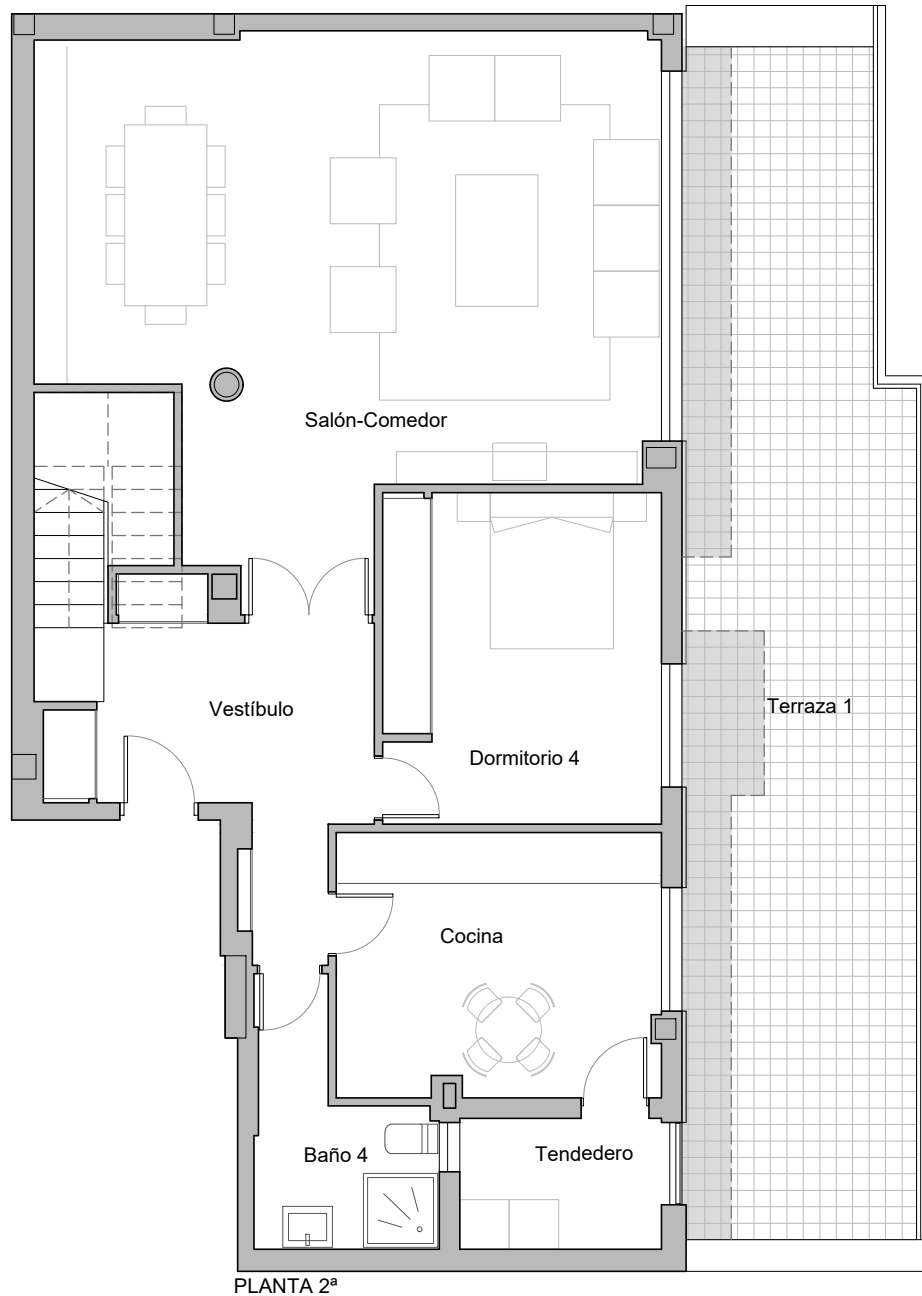 Salón-Comedor
Vestíbulo
Terraza 1
Dormitorio 4
Cocina
Baño 4
Tendedero
PLANTA 2ª